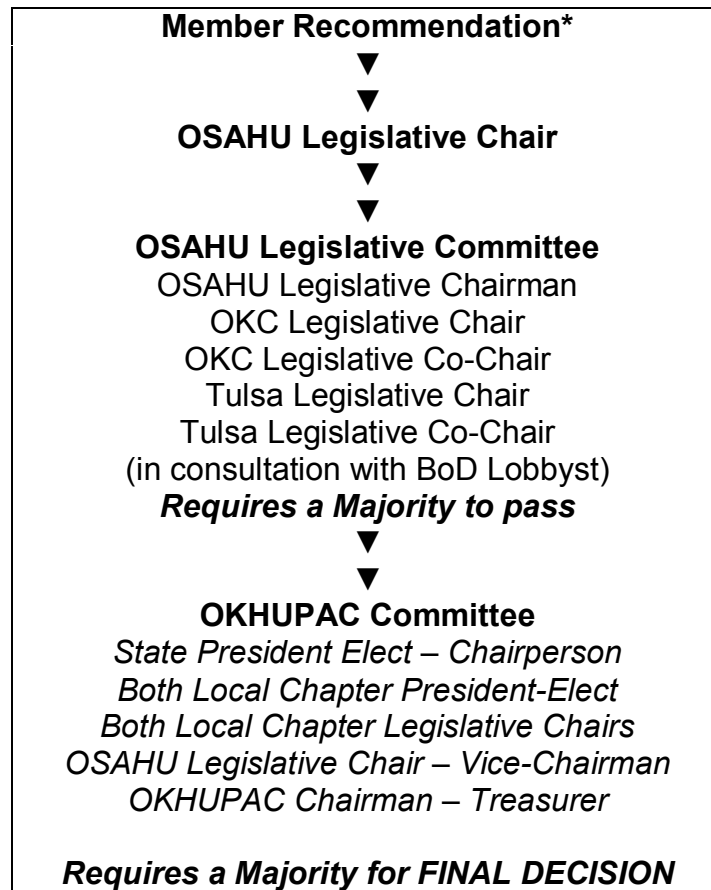 Member Recommendation*
▼
▼
OSAHU Legislative Chair
▼
▼
OSAHU Legislative Committee
OSAHU Legislative Chairman
OKC Legislative Chair
OKC Legislative Co-Chair
Tulsa Legislative Chair
Tulsa Legislative Co-Chair
(in consultation with BoD Lobbyst)
Requires a Majority to pass
▼
▼
OKHUPAC Committee
State President Elect – Chairperson
Both Local Chapter President-Elect
Both Local Chapter Legislative Chairs
OSAHU Legislative Chair – Vice-Chairman
OKHUPAC Chairman – Treasurer
Requires a Majority for FINAL DECISION